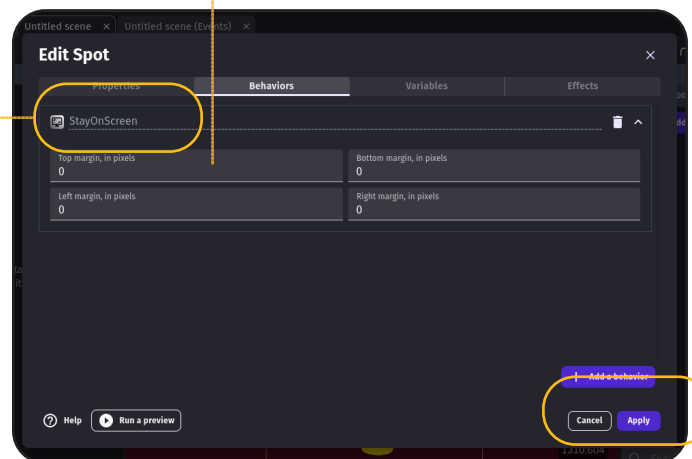 Untitled scene × Untitled scene (Events) ×
Edit Spot
Properties Behaviors Variables Effects
StayOnScreen
Top margin, in pixels
0
Bottom margin, in pixels
0
Left margin, in pixels
0
Right margin, in pixels
0
+ Add a behavior
Help Run a preview Cancel Apply
1310;604